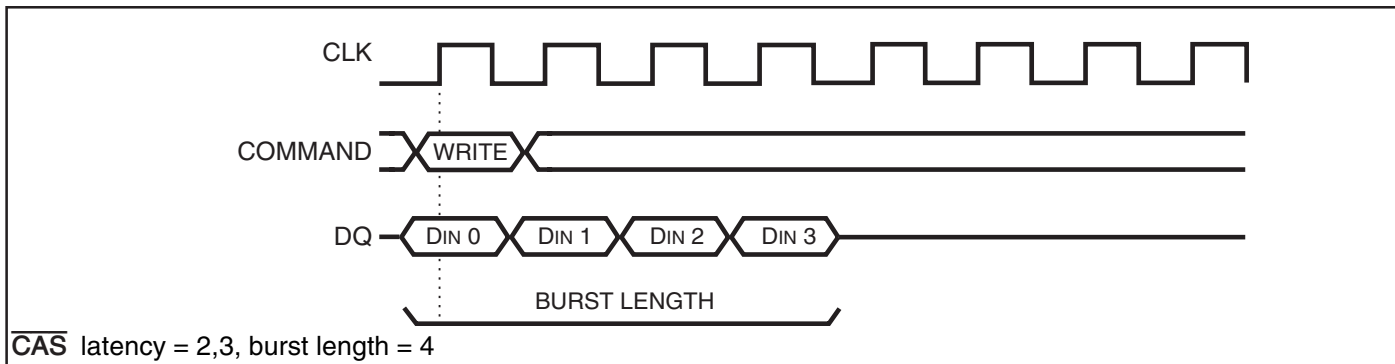 CLK
COMMAND
WRITE
DQ
DIN 0
DIN 1
DIN 2
DIN 3
BURST LENGTH
CAS latency = 2,3, burst length = 4